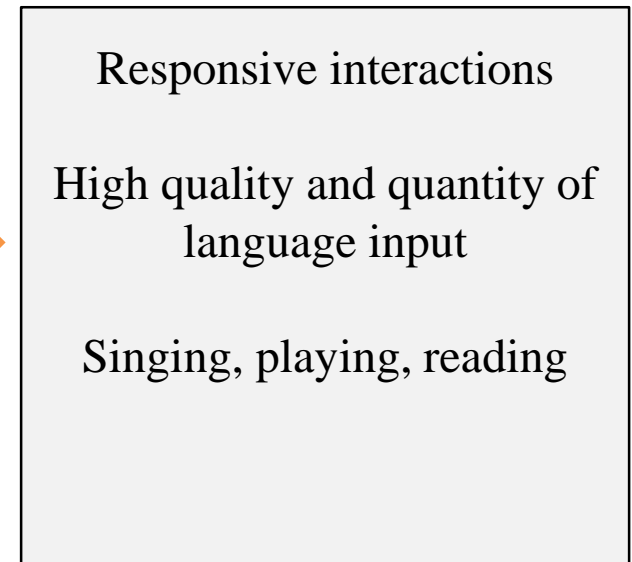 Responsive interactions
High quality and quantity of
language input
Singing, playing, reading